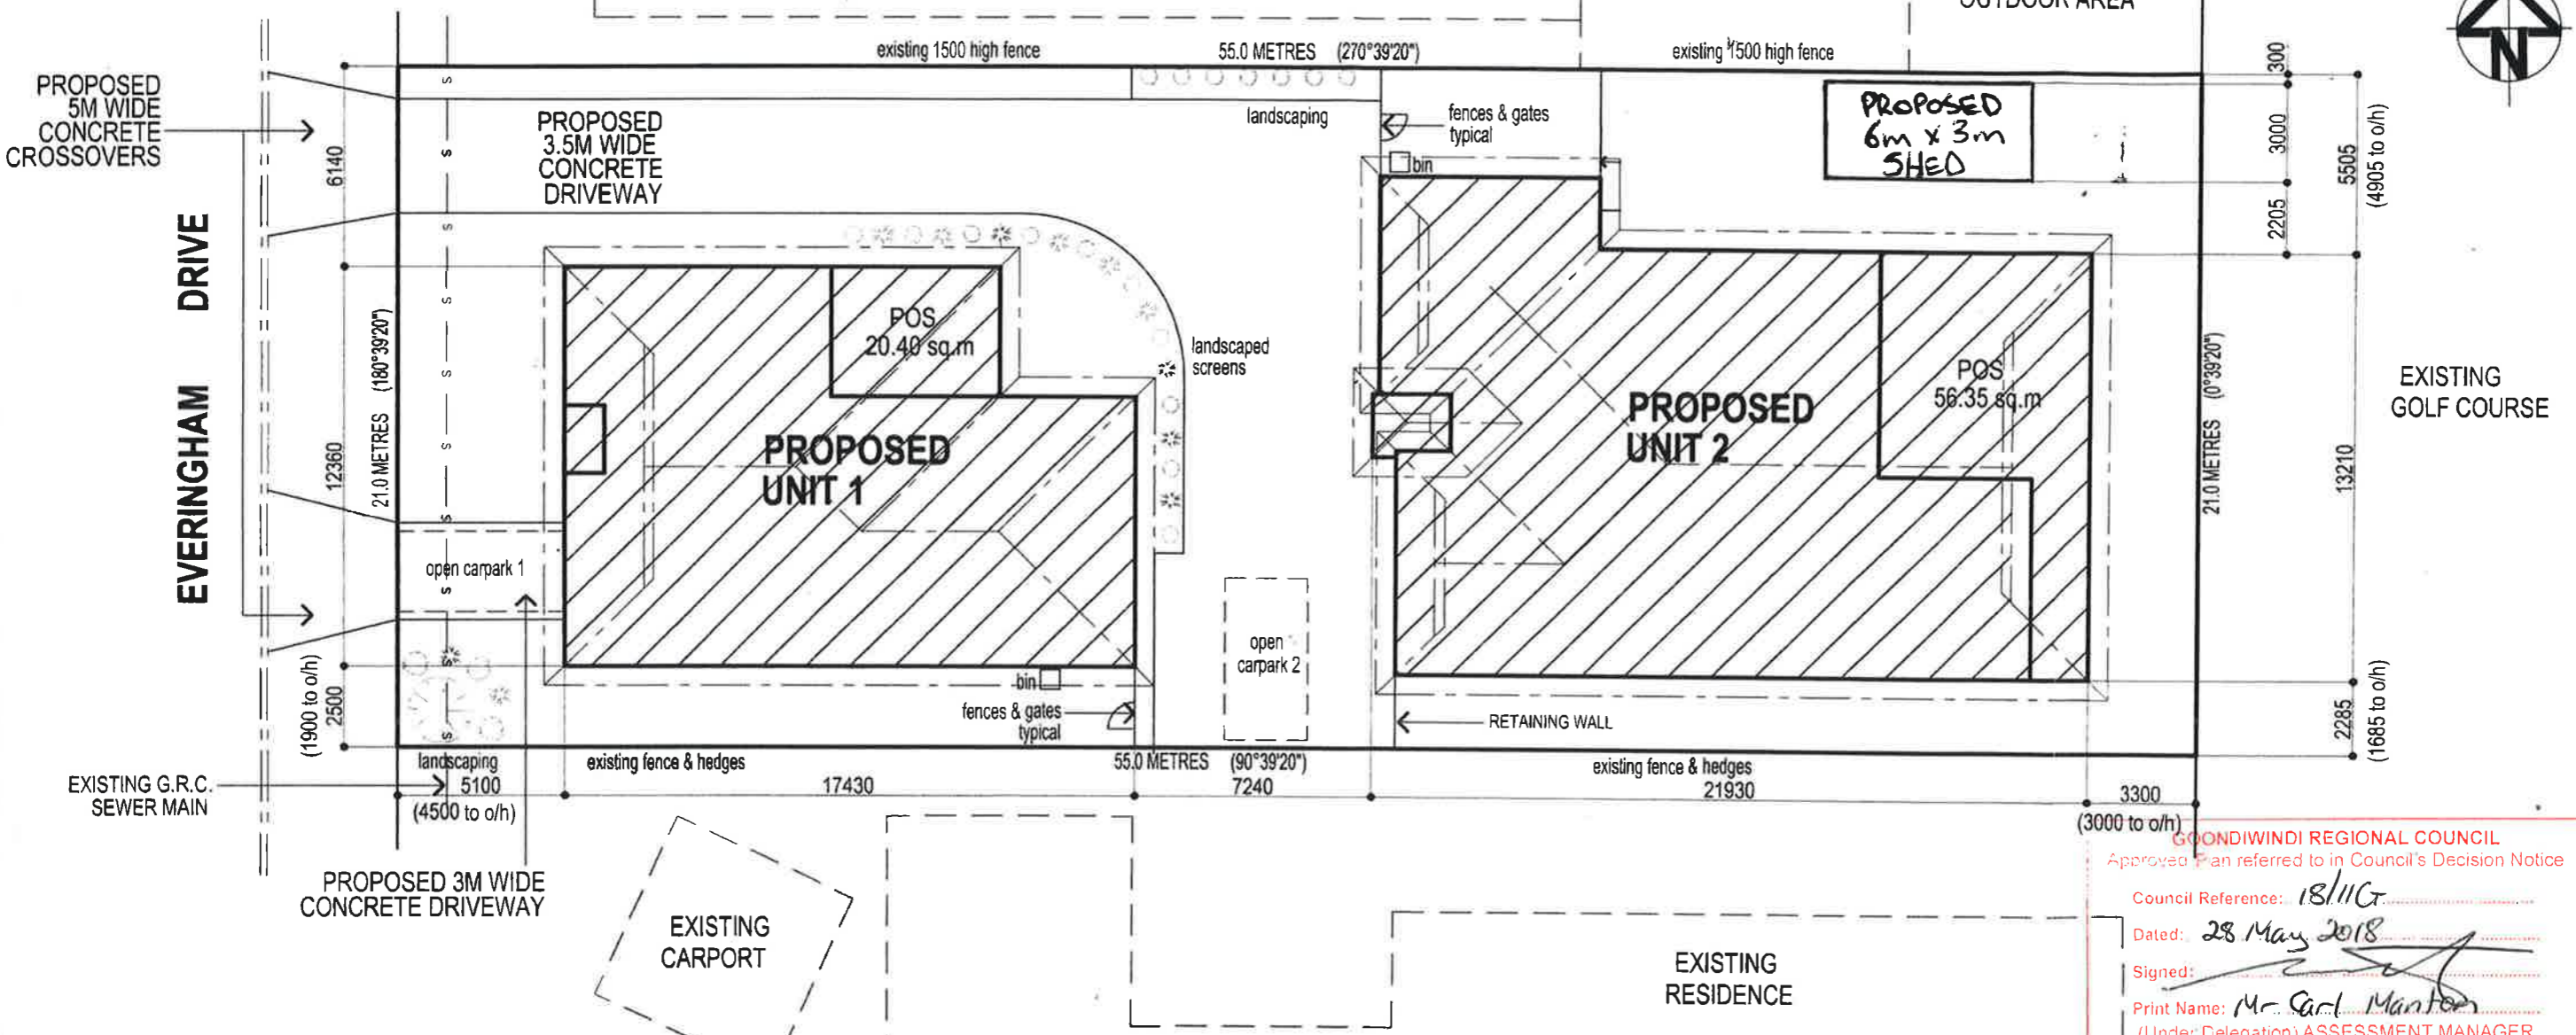 OUTDOOR AREA
N
existing 1500 high fence
55.0 METRES (270°39'20")
existing 1500 high fence
PROPOSED
5M WIDE
CONCRETE
CROSSOVERS
PROPOSED
3.5M WIDE
CONCRETE
DRIVEWAY
landscaping
fences & gates
typical
bin
PROPOSED
6m x 3m
SHED
300
3000
2205
5505
(4905 to o/h)
6140
12360
2500
(1900 to o/h)
EVERINGHAM DRIVE
21.0 METRES (180°39'20")
S
S
S
S
S
S
S
S
S
S
S
POS
20.40 sq.m
landscaped
screens
PROPOSED
UNIT 1
PROPOSED
UNIT 2
POS
56.35 sq.m
21.0 METRES (0°39'20")
13210
2285
(1685 to o/h)
EXISTING
GOLF COURSE
open carpark 1
open
carpark 2
bin
fences & gates
typical
RETAINING WALL
landscaping
existing fence & hedges
55.0 METRES (90°39'20")
existing fence & hedges
EXISTING G.R.C.
SEWER MAIN
5100
(4500 to o/h)
17430
7240
21930
3300
(3000 to o/h)
PROPOSED 3M WIDE
CONCRETE DRIVEWAY
EXISTING
CARPORT
EXISTING
RESIDENCE
GOONDIWINDI REGIONAL COUNCIL
Approved Plan referred to in Council's Decision Notice
Council Reference: 18/11G
Dated: 28 May 2018
Signed:
Print Name: Mr Carl Manton
(Under Delegation) ASSESSMENT MANAGER